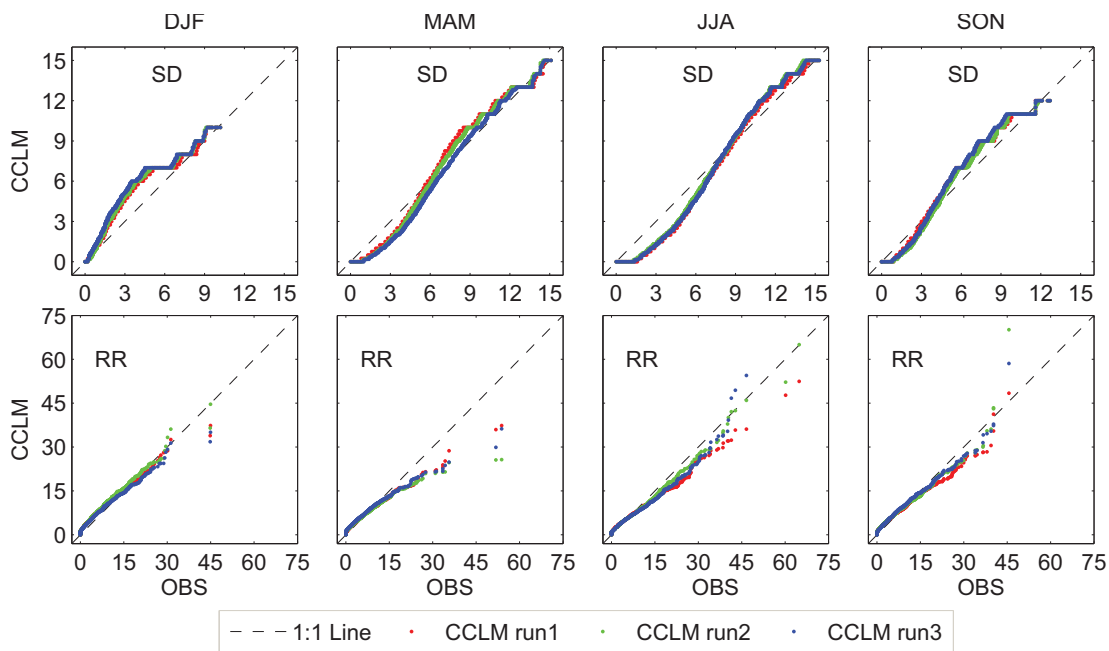 DJF MAM JJA SON
SD SD SD SD
CCLM
15
12
9
6
3
0
0 3 6 9 12 15 0 3 6 9 12 15 0 3 6 9 12 15 0 3 6 9 12 15
RR RR RR RR
CCLM
75
60
45
30
15
0
0 15 30 45 60 75 0 15 30 45 60 75 0 15 30 45 60 75 0 15 30 45 60 75
OBS OBS OBS OBS
1:1 Line CCLM run1 CCLM run2 CCLM run3